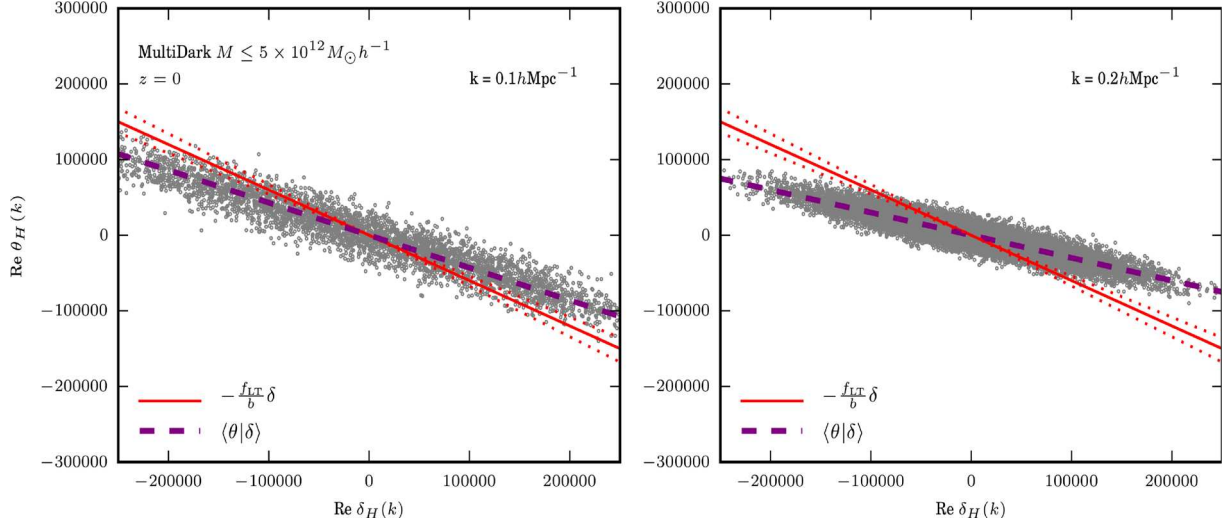 300000
200000
100000
0
−100000
−200000
−300000
Re θ_H(k)
MultiDark M ≤ 5 × 10^12 M_⊙ h^−1
z = 0
k = 0.1hMpc^−1
− f_LT/b δ
⟨θ|δ⟩
−200000 −100000 0 100000 200000
Re δ_H(k)
300000
200000
100000
0
−100000
−200000
−300000
k = 0.2hMpc^−1
− f_LT/b δ
⟨θ|δ⟩
−200000 −100000 0 100000 200000
Re δ_H(k)